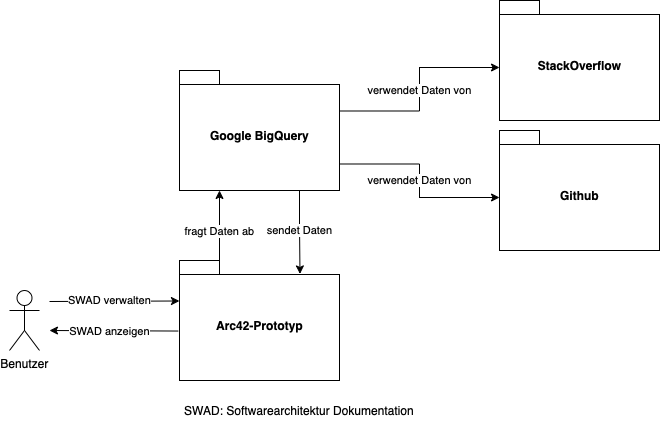 StackOverflow
verwendet Daten von
Google BigQuery
verwendet Daten von
Github
fragt Daten ab
sendet Daten
SWAD verwalten
Arc42-Prototyp
SWAD anzeigen
Benutzer
SWAD: Softwarearchitektur Dokumentation